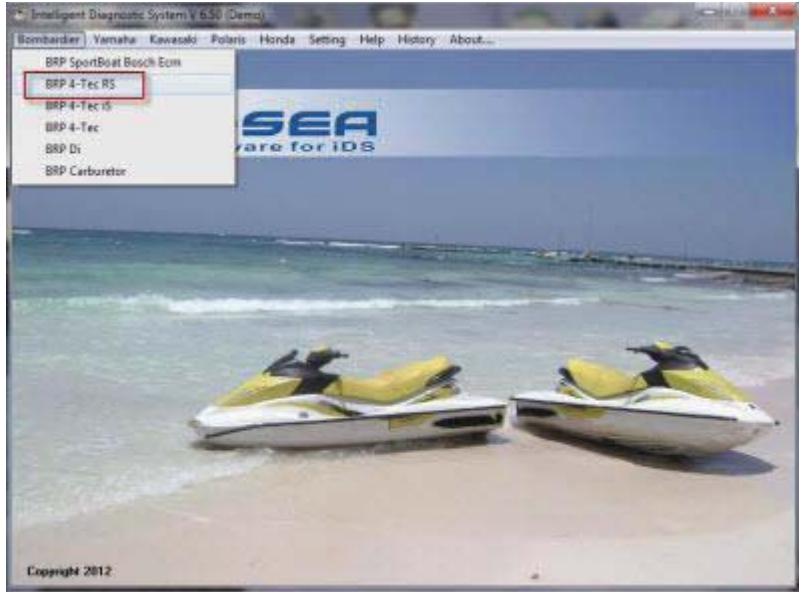 Intelligent Diagnostic System V 6.50 (Demo)
Bombardier Yamaha Kawasaki Polaris Honda Setting Help History About...
BRP SportBoat Bosch Ecm
BRP 4-Tec RS
BRP 4-Tec iS
BRP 4-Tec
BRP Di
BRP Carburetor
SEA
ware for iDS
Copyright 2012